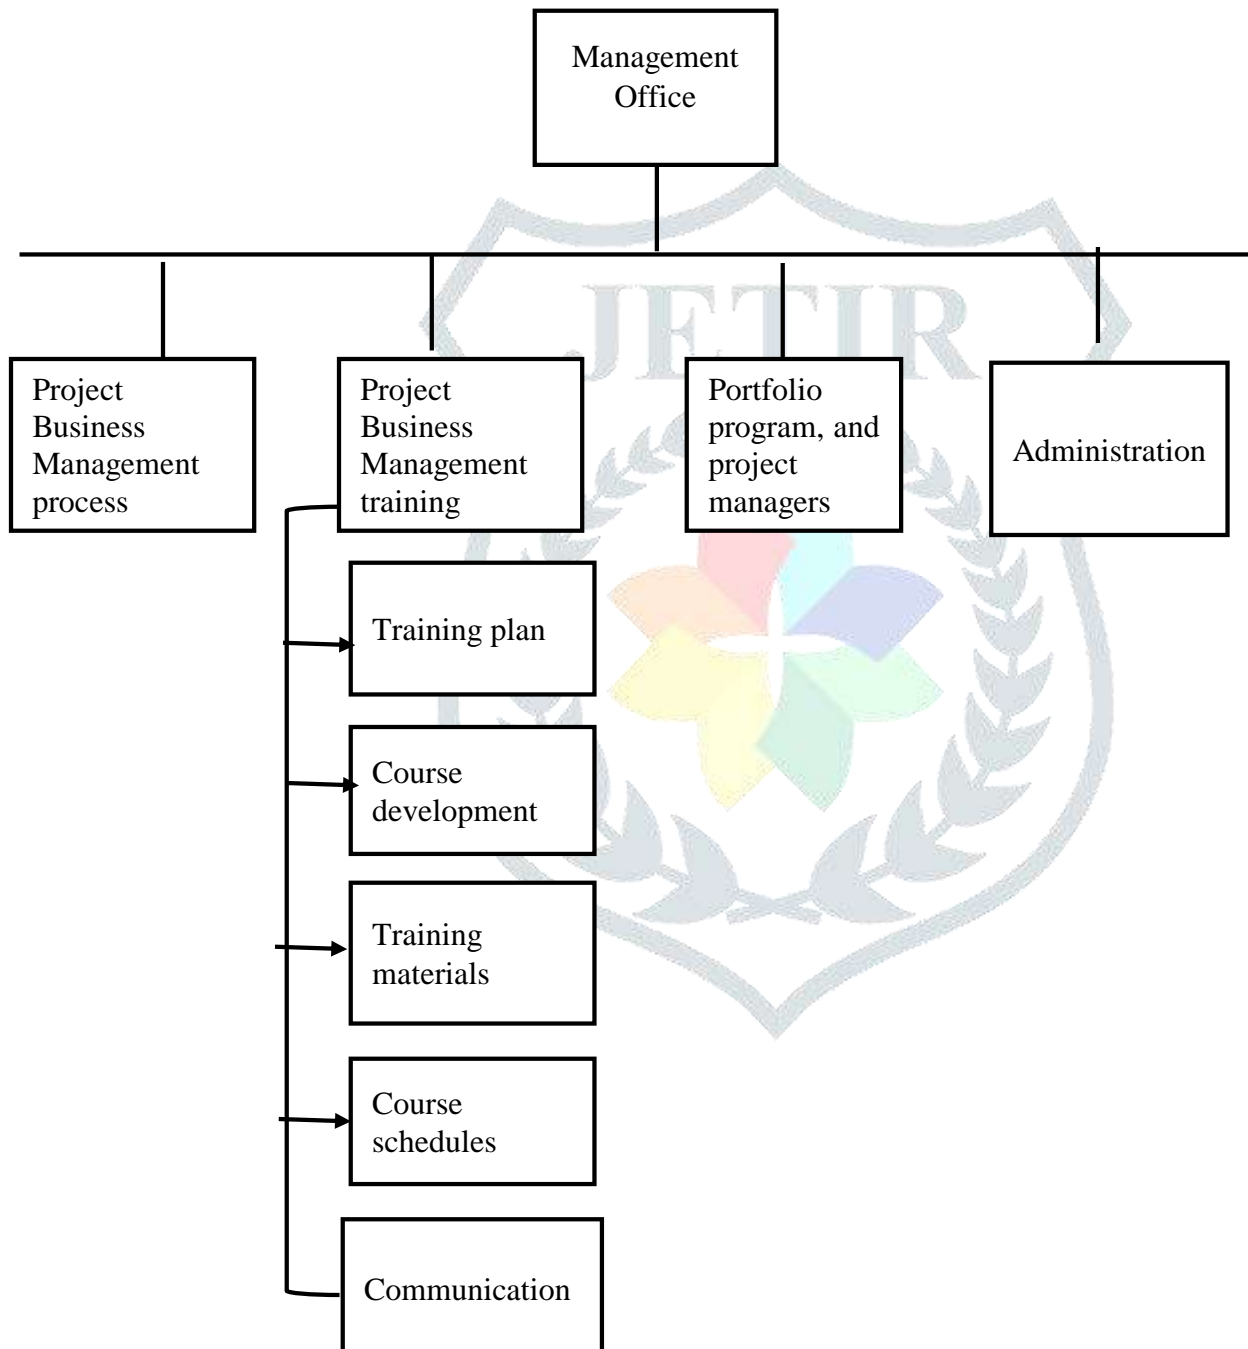 Management
Office
JETIR
Project
Business
Management
process
Project
Business
Management
training
Portfolio
program, and
project
managers
Administration
Training plan
Course
development
Training
materials
Course
schedules
Communication